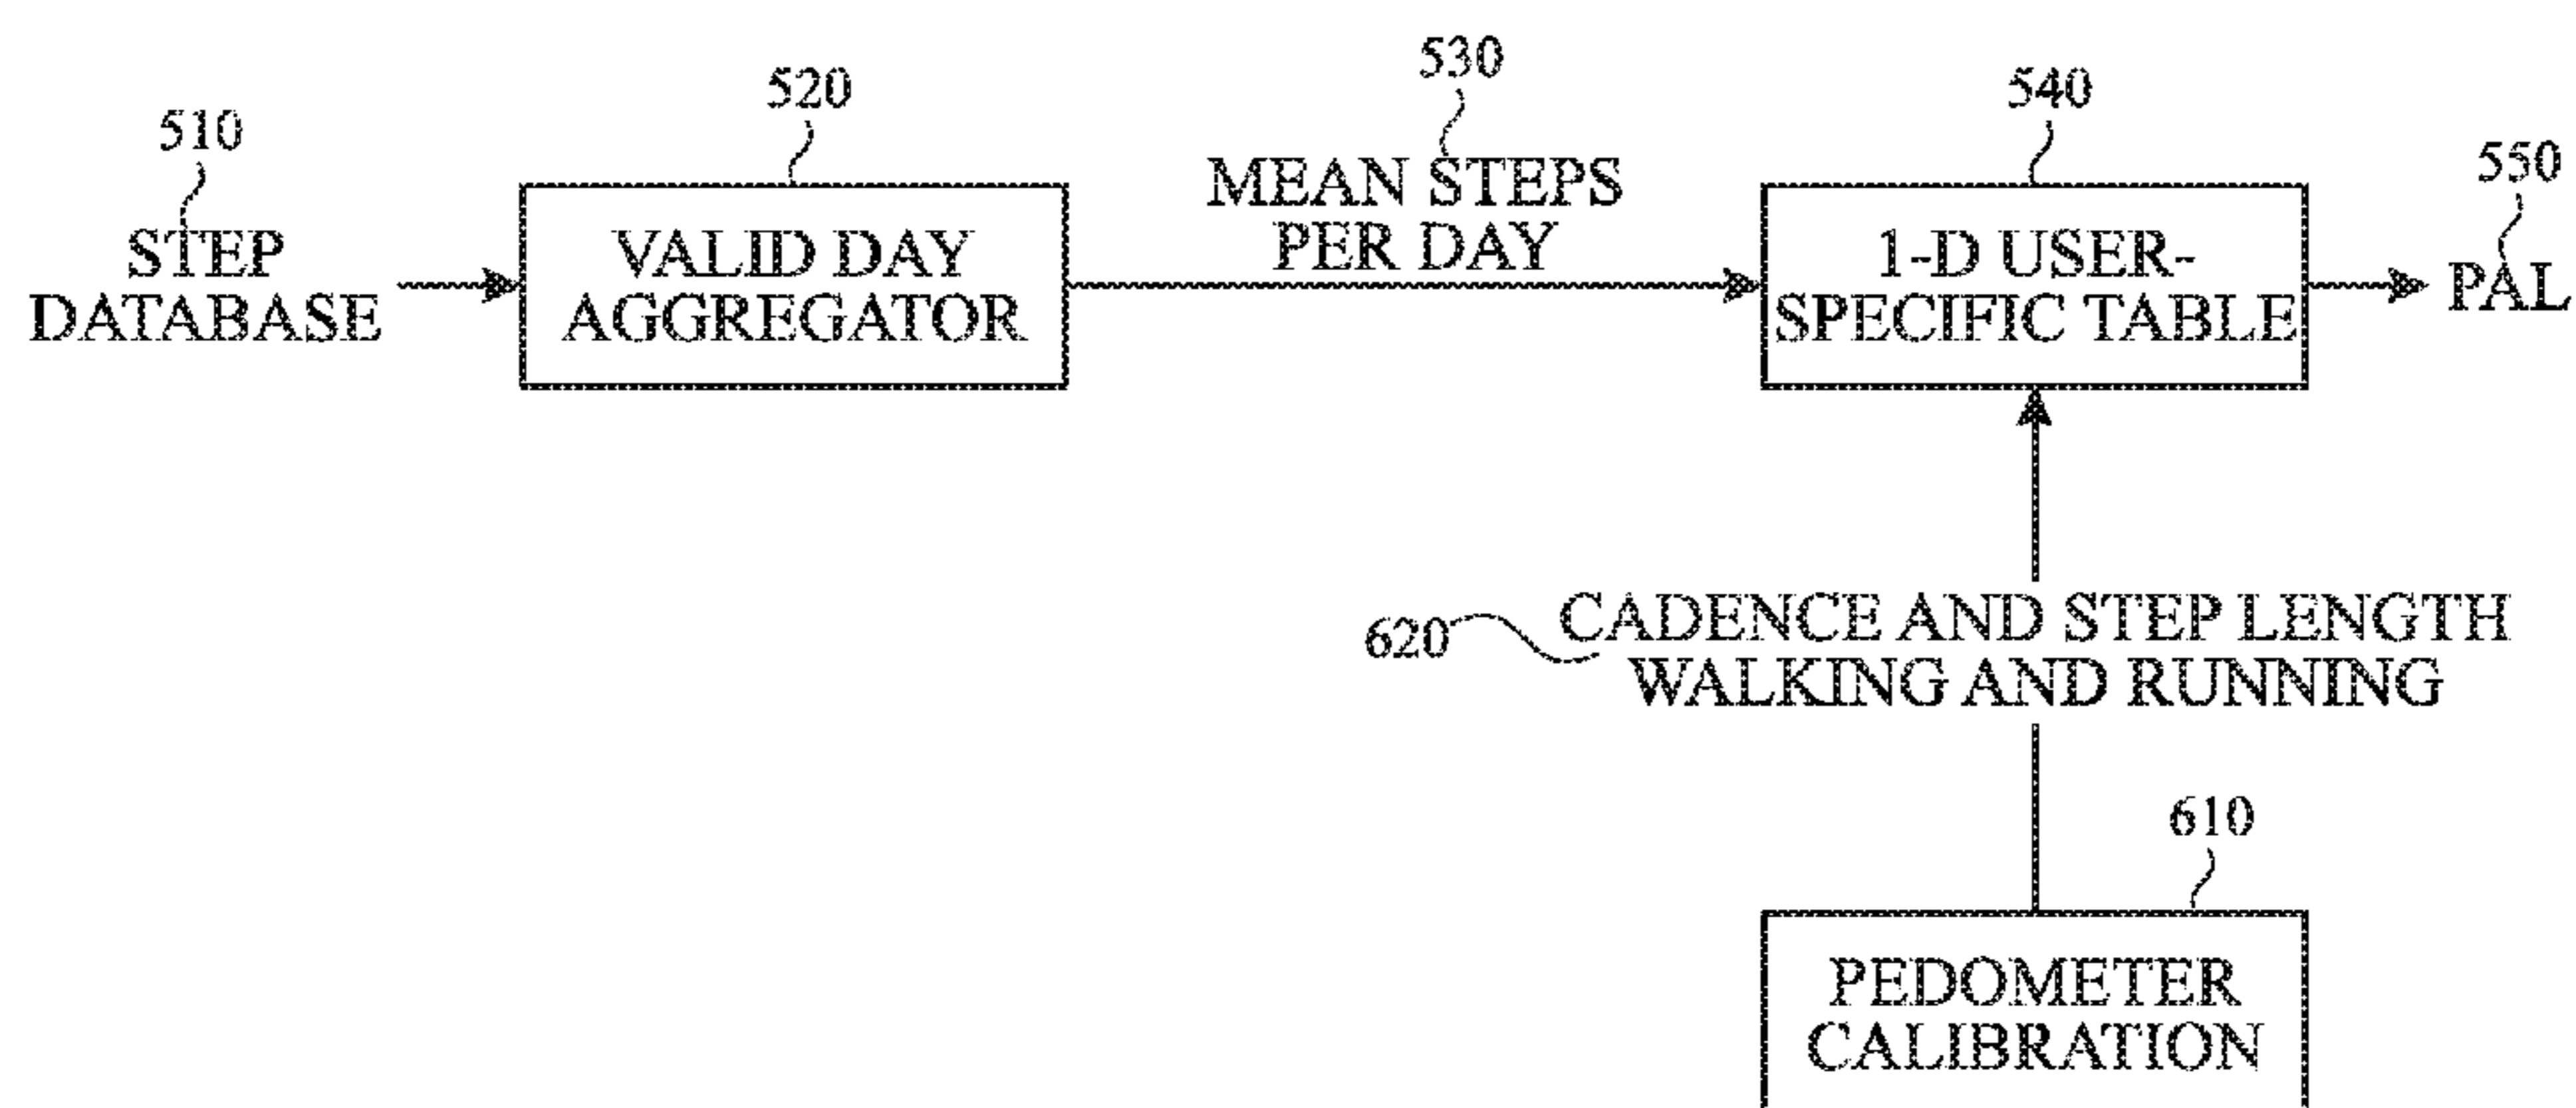 510
STEP
DATABASE
520
VALID DAY
AGGREGATOR
530
MEAN STEPS
PER DAY
540
1-D USER-
SPECIFIC TABLE
550
PAL
620
CADENCE AND STEP LENGTH
WALKING AND RUNNING
610
PEDOMETER
CALIBRATION